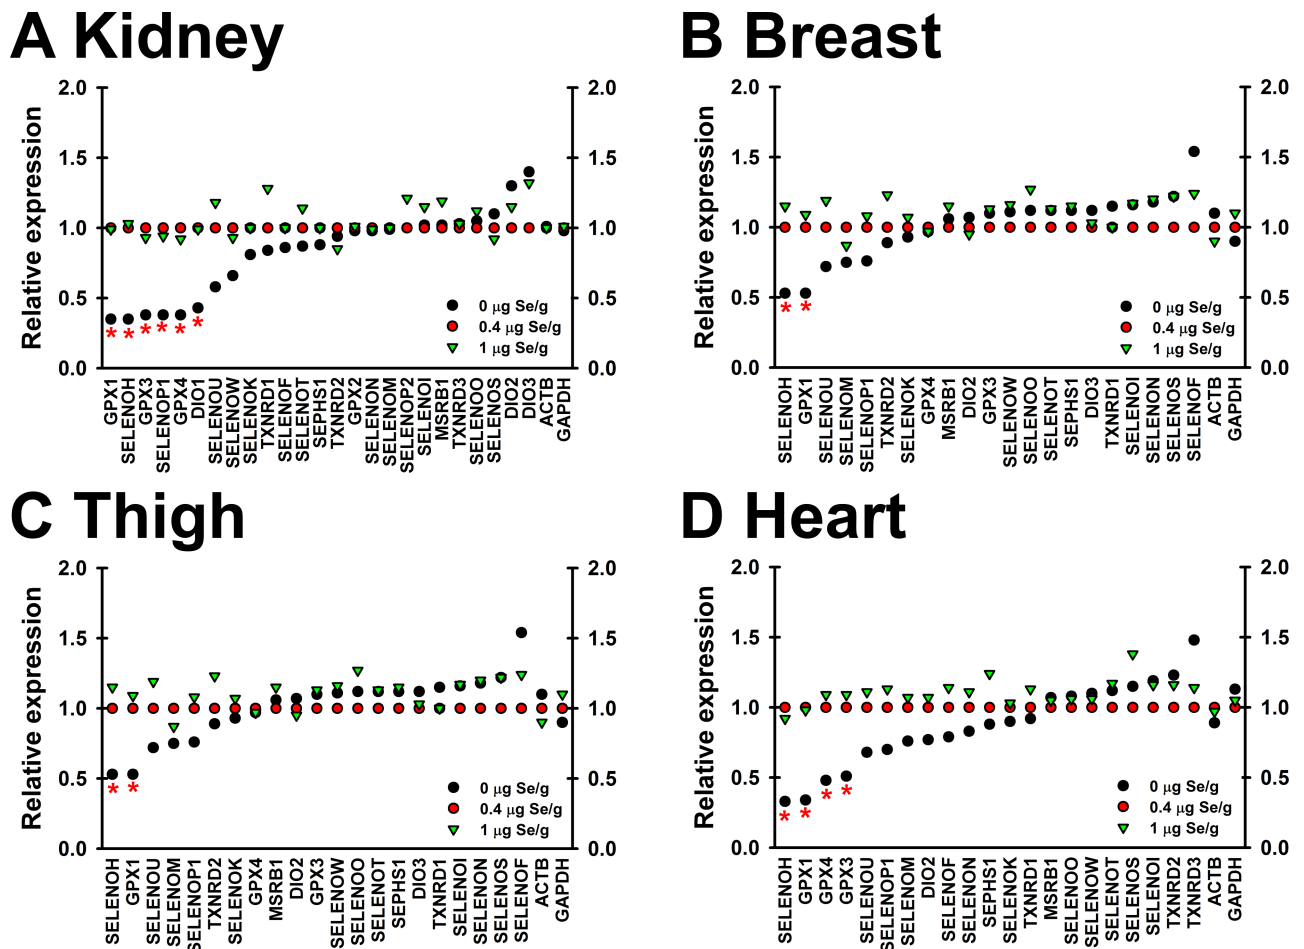 A Kidney
2.0
1.5
1.0
0.5
0.0
Relative expression
2.0
1.5
1.0
0.5
0.0
0 µg Se/g
0.4 µg Se/g
1 µg Se/g
* * * * * *
GPX1
SELENOH
GPX3
SELENOP1
GPX4
DIO1
SELENOU
SELENOW
SELENOK
TXNRD1
SELENOF
SELENOT
SEPHS1
TXNRD2
GPX2
SELENON
SELENOM
SELENOP2
SELENOI
MSRB1
TXNRD3
SELENOO
SELENOS
DIO2
DIO3
ACTB
GAPDH
B Breast
2.0
1.5
1.0
0.5
0.0
Relative expression
2.0
1.5
1.0
0.5
0.0
0 µg Se/g
0.4 µg Se/g
1 µg Se/g
* *
SELENOH
GPX1
SELENOU
SELENOM
SELENOP1
TXNRD2
SELENOK
GPX4
MSRB1
DIO2
GPX3
SELENOW
SELENOO
SELENOT
SEPHS1
DIO3
TXNRD1
SELENOI
SELENON
SELENOS
SELENOF
ACTB
GAPDH
C Thigh
2.0
1.5
1.0
0.5
0.0
Relative expression
2.0
1.5
1.0
0.5
0.0
0 µg Se/g
0.4 µg Se/g
1 µg Se/g
* *
SELENOH
GPX1
SELENOU
SELENOM
SELENOP1
TXNRD2
SELENOK
GPX4
MSRB1
DIO2
GPX3
SELENOW
SELENOO
SELENOT
SEPHS1
DIO3
TXNRD1
SELENOI
SELENON
SELENOS
SELENOF
ACTB
GAPDH
D Heart
2.0
1.5
1.0
0.5
0.0
Relative expression
2.0
1.5
1.0
0.5
0.0
0 µg Se/g
0.4 µg Se/g
1 µg Se/g
* * * *
SELENOH
GPX1
GPX4
GPX3
SELENOU
SELENOP1
SELENOM
DIO2
SELENOF
SELENON
SEPHS1
SELENOK
TXNRD1
MSRB1
SELENOO
SELENOW
SELENOT
SELENOS
SELENOI
TXNRD2
TXNRD3
ACTB
GAPDH